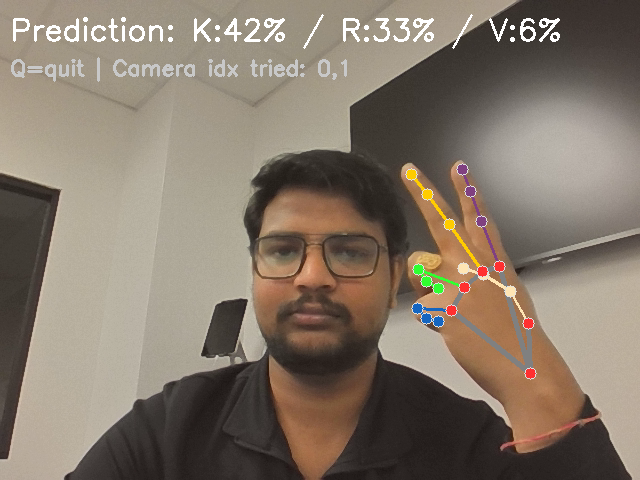 Prediction: K:42% / R:33% / V:6%
Q=quit | Camera idx tried: 0,1